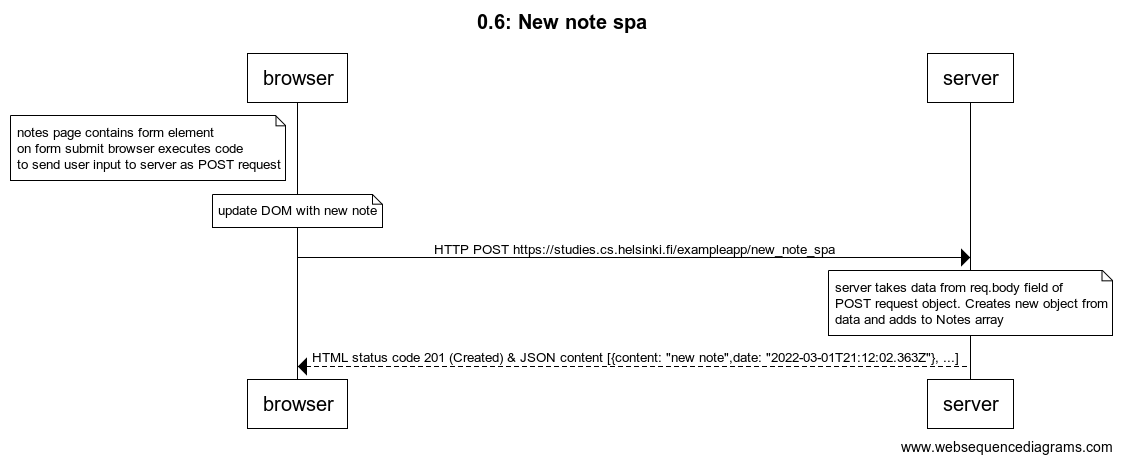 0.6: New note spa
browser
server
notes page contains form element
on form submit browser executes code
to send user input to server as POST request
update DOM with new note
HTTP POST https://studies.cs.helsinki.fi/exampleapp/new_note_spa
server takes data from req.body field of
POST request object. Creates new object from
data and adds to Notes array
HTML status code 201 (Created) & JSON content [{content: "new note",date: "2022-03-01T21:12:02.363Z"}, ...]
browser
server
www.websequencediagrams.com